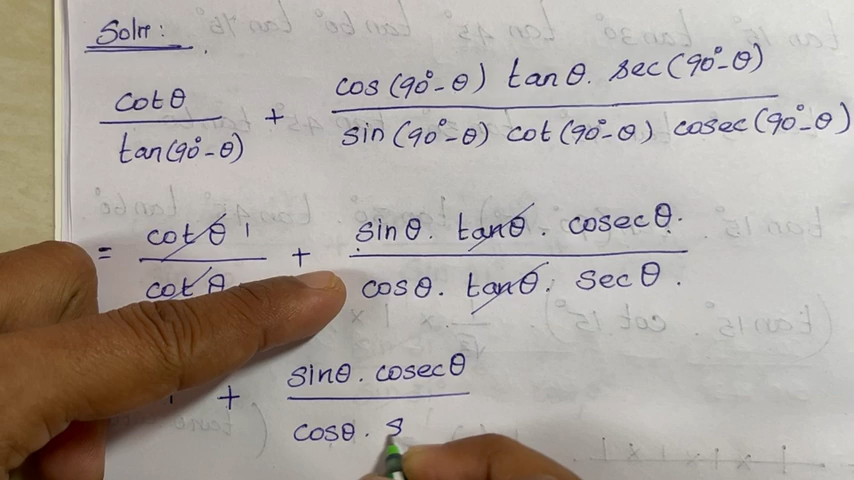 Soln:
cotθ / tan(90°-θ) + cos(90°-θ) tanθ. sec(90°-θ) / sin(90°-θ) cot(90°-θ) cosec(90°-θ)
= cotθ 1 / cotθ + sinθ. tanθ. cosecθ. / cosθ. tanθ. secθ.
+ sinθ. cosecθ / cosθ. s